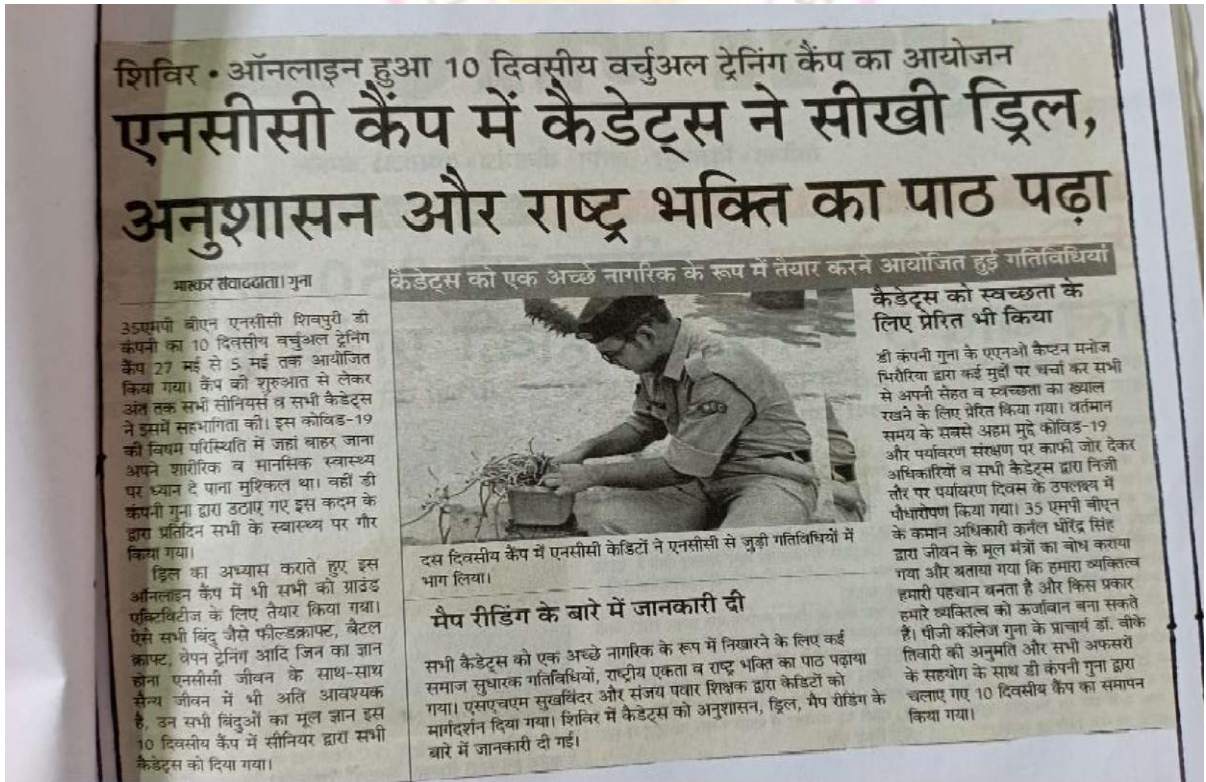 शिविर • ऑनलाइन हुआ 10 दिवसीय वर्चुअल ट्रेनिंग कैंप का आयोजन
एनसीसी कैंप में कैडेट्स ने सीखी ड्रिल,
अनुशासन और राष्ट्र भक्ति का पाठ पढ़ा
कैडेट्स को एक अच्छे नागरिक के रूप में तैयार करने आयोजित हुई गतिविधियां
भास्कर संवाददाता। गुना
35एमपी बीएन एनसीसी शिवपुरी डी
कंपनी का 10 दिवसीय वर्चुअल ट्रेनिंग
कैंप 27 मई से 5 मई तक आयोजित
किया गया। कैंप की शुरुआत से लेकर
अंत तक सभी सीनियर्स व सभी कैडेट्स
ने इसमें सहभागिता की। इस कोविड-19
की विषम परिस्थिति में जहां बाहर जाना
अपने शारीरिक व मानसिक स्वास्थ्य
पर ध्यान दे पाना मुश्किल था। वहीं डी
कंपनी गुना द्वारा उठाए गए इस कदम के
द्वारा प्रतिदिन सभी के स्वास्थ्य पर गौर
किया गया।
ड्रिल का अभ्यास कराते हुए इस
ऑनलाइन कैंप में भी सभी को ग्राउंड
एक्टिविटीज के लिए तैयार किया गया।
ऐसे सभी बिंदु जैसे फील्डक्राफ्ट, बैटल
क्राफ्ट, वेपन ट्रेनिंग आदि जिन का ज्ञान
होना एनसीसी जीवन के साथ-साथ
सैन्य जीवन में भी अति आवश्यक
है, उन सभी बिंदुओं का मूल ज्ञान इस
10 दिवसीय कैंप में सीनियर द्वारा सभी
कैडेट्स को दिया गया।
दस दिवसीय कैंप में एनसीसी केडिटों ने एनसीसी से जुड़ी गतिविधियों में
भाग लिया।
मैप रीडिंग के बारे में जानकारी दी
सभी कैडेट्स को एक अच्छे नागरिक के रूप में निखारने के लिए कई
समाज सुधारक गतिविधियां, राष्ट्रीय एकता व राष्ट्र भक्ति का पाठ पढ़ाया
गया। एसएचएम सुखविंदर और संजय पवार शिक्षक द्वारा केडिटों को
मार्गदर्शन दिया गया। शिविर में कैडेट्स को अनुशासन, ड्रिल, मैप रीडिंग के
बारे में जानकारी दी गई।
कैडेट्स को स्वच्छता के
लिए प्रेरित भी किया
डी कंपनी गुना के एएनओ कैप्टन मनोज
भिरौरिया द्वारा कई मुद्दों पर चर्चा कर सभी
से अपनी सेहत व स्वच्छता का ख्याल
रखने के लिए प्रेरित किया गया। वर्तमान
समय के सबसे अहम मुद्दे कोविड-19
और पर्यावरण संरक्षण पर काफी जोर देकर
अधिकारियों व सभी कैडेट्स द्वारा निजी
तौर पर पर्यावरण दिवस के उपलक्ष्य में
पौधारोपण किया गया। 35 एमपी बीएन
के कमान अधिकारी कर्नल धीरेंद्र सिंह
द्वारा जीवन के मूल मंत्रों का बोध कराया
गया और बताया गया कि हमारा व्यक्तित्व
हमारी पहचान बनता है और किस प्रकार
हमारे व्यक्तित्व को ऊर्जावान बना सकते
हैं। पीजी कॉलेज गुना के प्राचार्य डॉ. वीके
तिवारी की अनुमति और सभी अफसरों
के सहयोग के साथ डी कंपनी गुना द्वारा
चलाए गए 10 दिवसीय कैंप का समापन
किया गया।